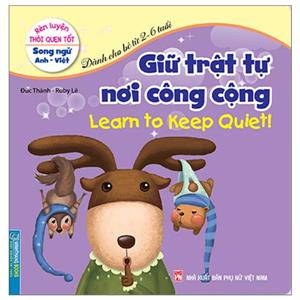 Rèn luyện
THÓI QUEN TỐT
Song ngữ
Anh - Việt
Dành cho bé từ 2-6 tuổi
Giữ trật tự
nơi công cộng
Đức Thành - Ruby Lê
Learn to Keep Quiet!
NHÀ XUẤT BẢN PHỤ NỮ VIỆT NAM